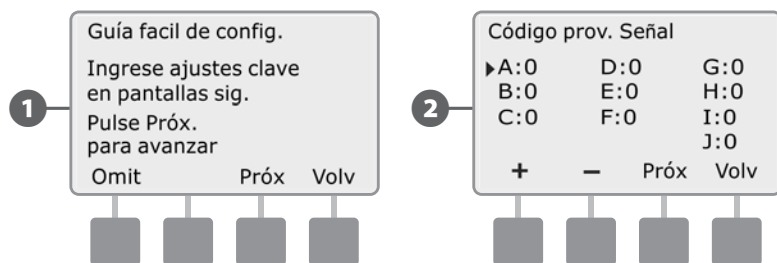 1
Guía facil de config.
Ingrese ajustes clave
en pantallas sig.
Pulse Próx.
para avanzar
Omit Próx Volv
2
Código prov. Señal
A:0 D:0 G:0
B:0 E:0 H:0
C:0 F:0 I:0
J:0
+ – Próx Volv